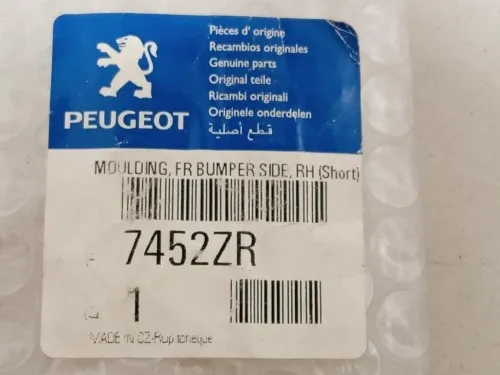 Pièces d' origine
Recambios originales
Genuine parts
Original teile
Ricambi originali
Originele onderdelen
قطع أصلية
PEUGEOT
MOULDING, FR BUMPER SIDE, RH (Short)
7452ZR
1
MADE IN CZ-Rep.tcheque